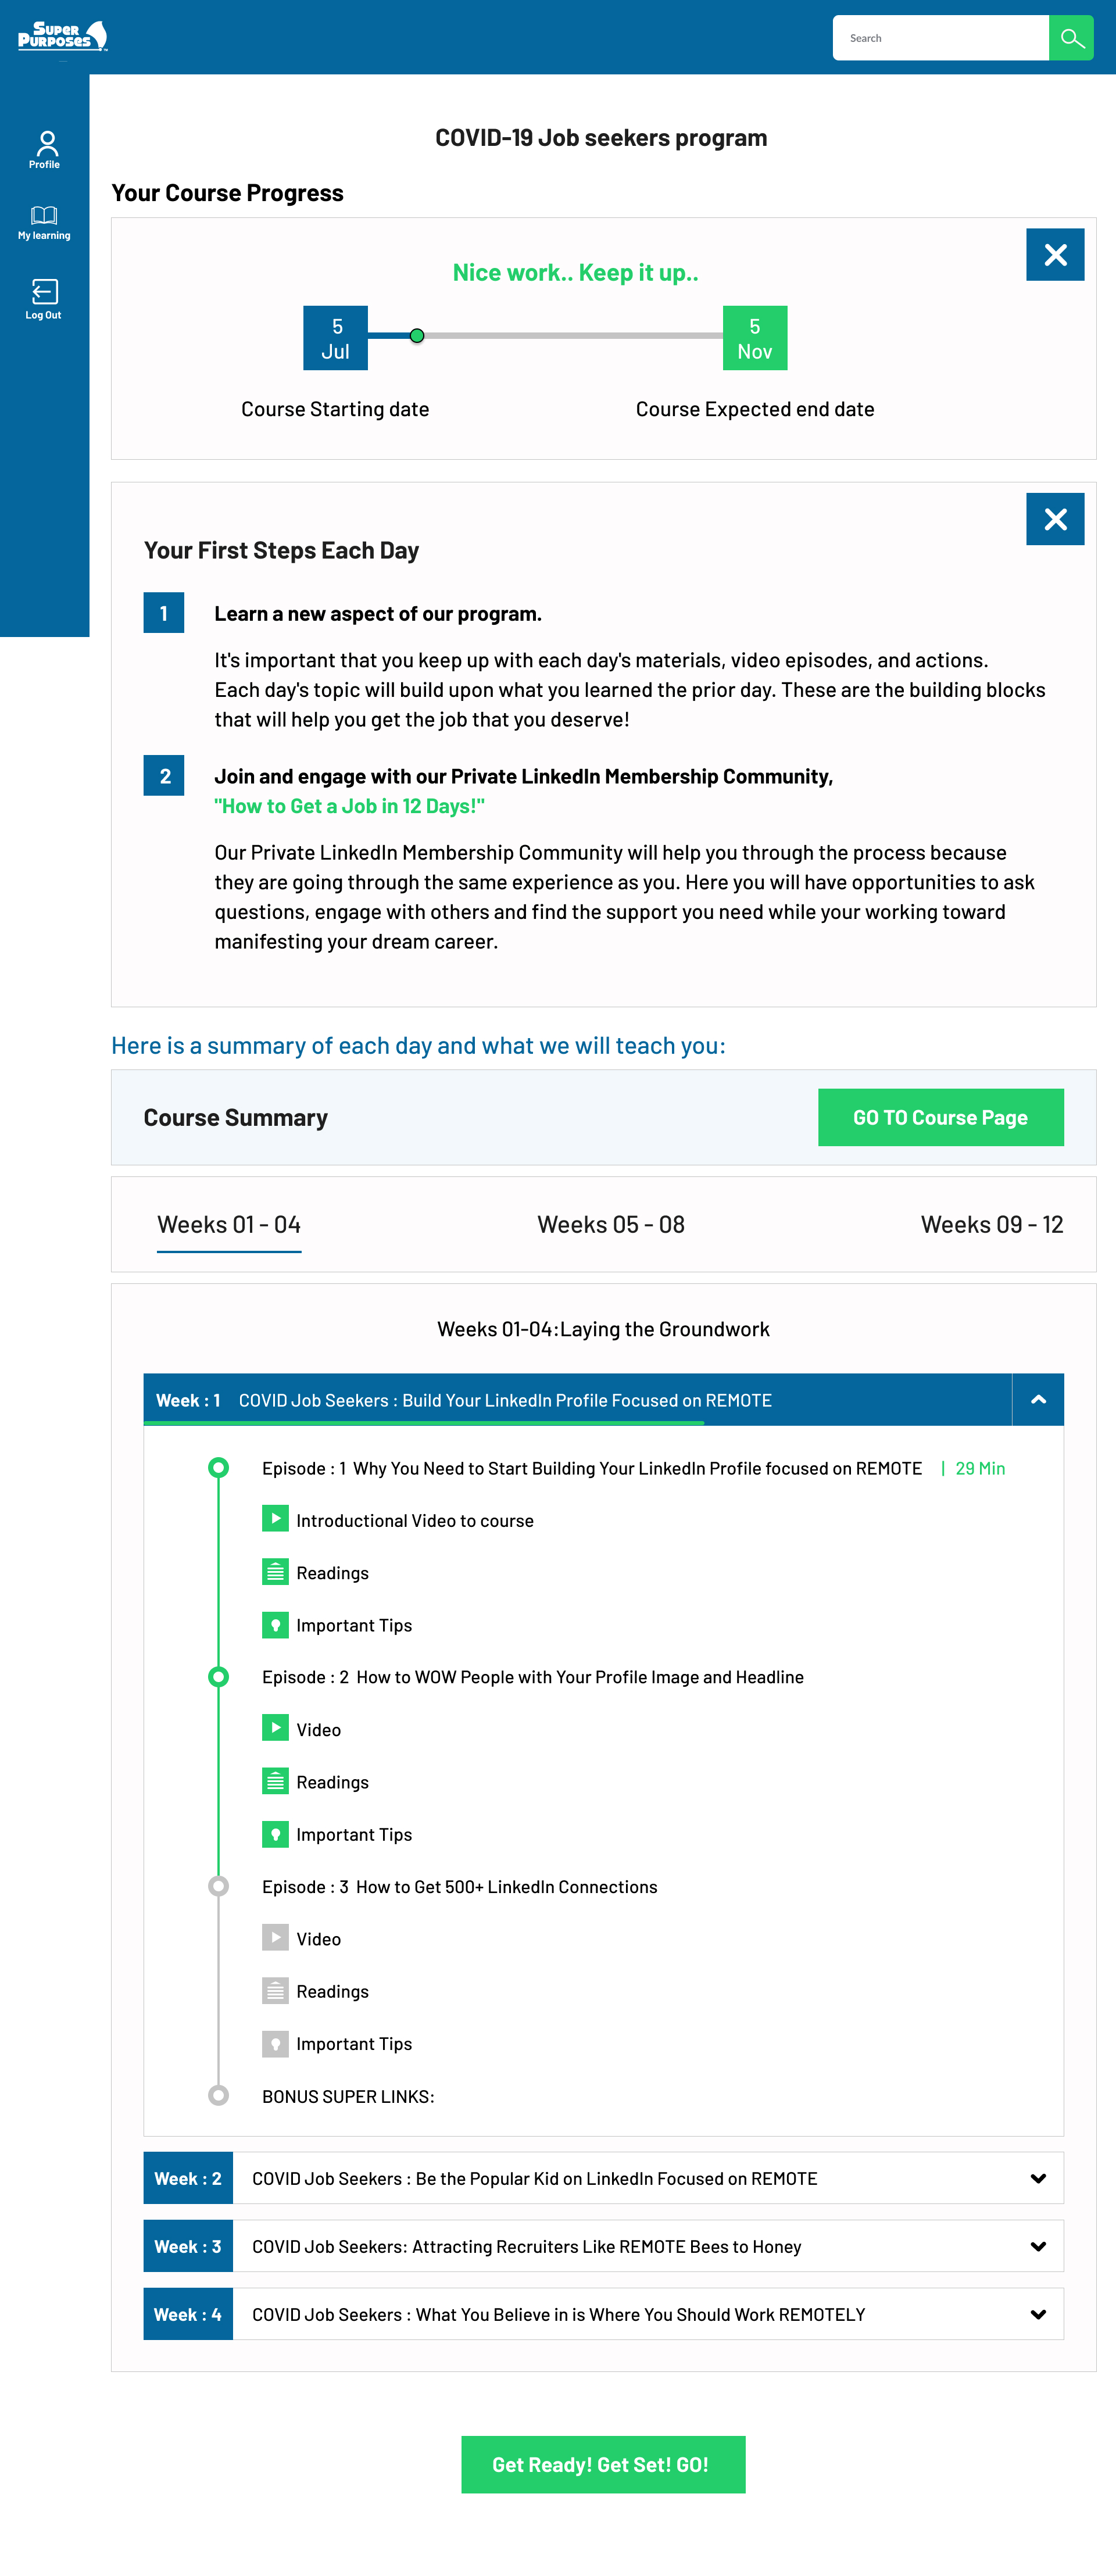 SUPER
PURPOSES
Search
Profile
My learning
Log Out
COVID-19 Job seekers program
Your Course Progress
Nice work.. Keep it up..
5
Jul
5
Nov
Course Starting date
Course Expected end date
Your First Steps Each Day
1
Learn a new aspect of our program.
It's important that you keep up with each day's materials, video episodes, and actions.
Each day's topic will build upon what you learned the prior day. These are the building blocks
that will help you get the job that you deserve!
2
Join and engage with our Private LinkedIn Membership Community,
"How to Get a Job in 12 Days!"
Our Private LinkedIn Membership Community will help you through the process because
they are going through the same experience as you. Here you will have opportunities to ask
questions, engage with others and find the support you need while your working toward
manifesting your dream career.
Here is a summary of each day and what we will teach you:
Course Summary
GO TO Course Page
Weeks 01 - 04
Weeks 05 - 08
Weeks 09 - 12
Weeks 01-04:Laying the Groundwork
Week : 1 COVID Job Seekers : Build Your LinkedIn Profile Focused on REMOTE
Episode : 1 Why You Need to Start Building Your LinkedIn Profile focused on REMOTE | 29 Min
Introductional Video to course
Readings
Important Tips
Episode : 2 How to WOW People with Your Profile Image and Headline
Video
Readings
Important Tips
Episode : 3 How to Get 500+ LinkedIn Connections
Video
Readings
Important Tips
BONUS SUPER LINKS:
Week : 2 COVID Job Seekers : Be the Popular Kid on LinkedIn Focused on REMOTE
Week : 3 COVID Job Seekers: Attracting Recruiters Like REMOTE Bees to Honey
Week : 4 COVID Job Seekers : What You Believe in is Where You Should Work REMOTELY
Get Ready! Get Set! GO!